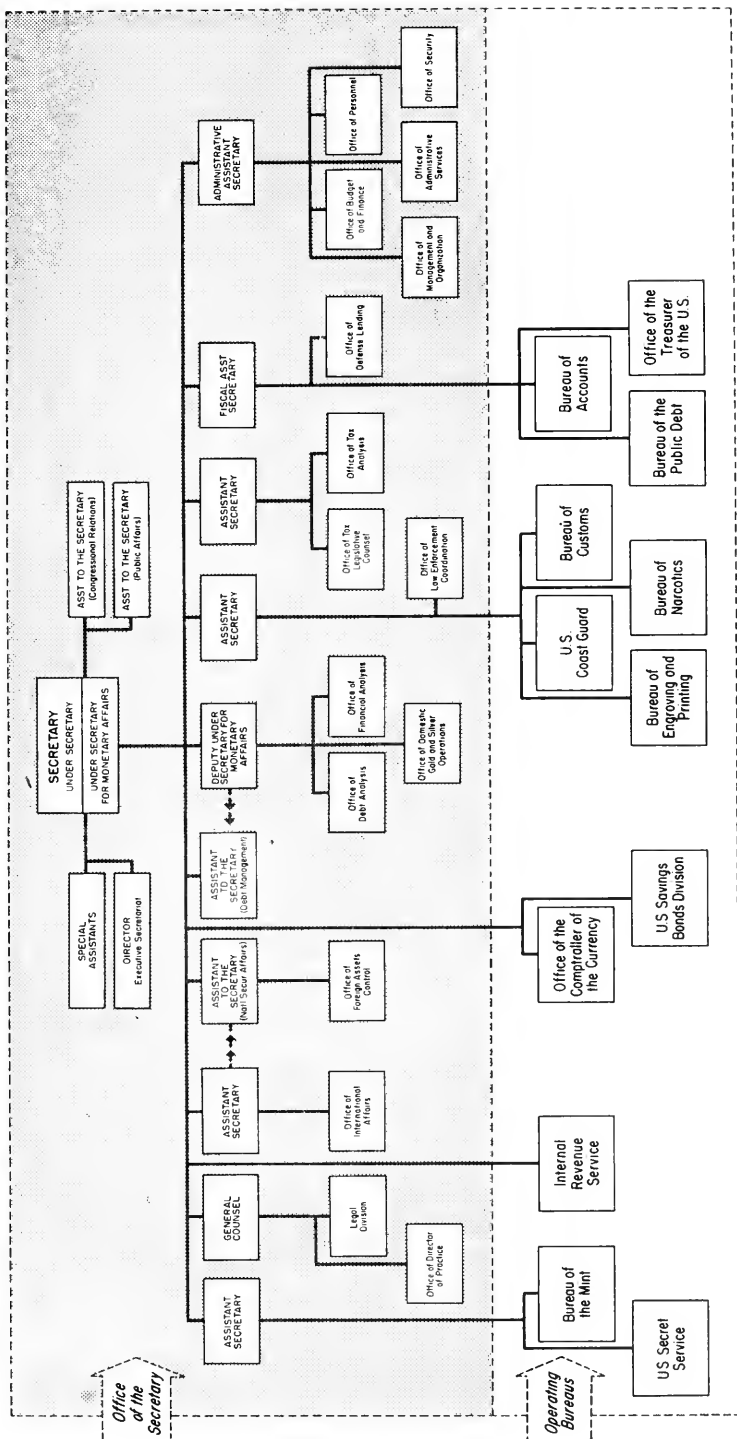 Office
of the
Secretary
SECRETARY
UNDER SECRETARY
UNDER SECRETARY
FOR MONETARY AFFAIRS
SPECIAL
ASSISTANTS
DIRECTOR
Executive Secretariat
ASST TO THE SECRETARY
(Congressional Relations)
ASST TO THE SECRETARY
(Public Affairs)
ASSISTANT
SECRETARY
GENERAL
COUNSEL
Legal
Division
Office of Director
of Practice
ASSISTANT
SECRETARY
Office of
International
Affairs
ASSISTANT
TO THE
SECRETARY
(Natl Secur Affairs)
Office of
Foreign Assets
Control
ASSISTANT
TO THE
SECRETARY
(Debt Management)
DEPUTY UNDER
SECRETARY FOR
MONETARY
AFFAIRS
Office of
Debt Analysis
Office of
Financial Analysis
Office of Domestic
Gold and Silver
Operations
ASSISTANT
SECRETARY
Office of
Law Enforcement
Coordination
ASSISTANT
SECRETARY
Office of Tax
Legislative
Counsel
Office of Tax
Analysis
FISCAL ASST
SECRETARY
Office of
Defense Lending
ADMINISTRATIVE
ASSISTANT
SECRETARY
Office of Budget
and Finance
Office of Personnel
Office of
Management and
Organization
Office of
Administrative
Services
Office of Security
Operating
Bureaus
Bureau of
the Mint
US Secret
Service
Internal
Revenue
Service
Office of the
Comptroller of
the Currency
U.S Savings
Bonds Division
U.S.
Coast Guard
Bureau of
Customs
Bureau of
Engraving and
Printing
Bureau of
Narcotics
Bureau of
Accounts
Bureau of the
Public Debt
Office of the
Treasurer
of the U.S.